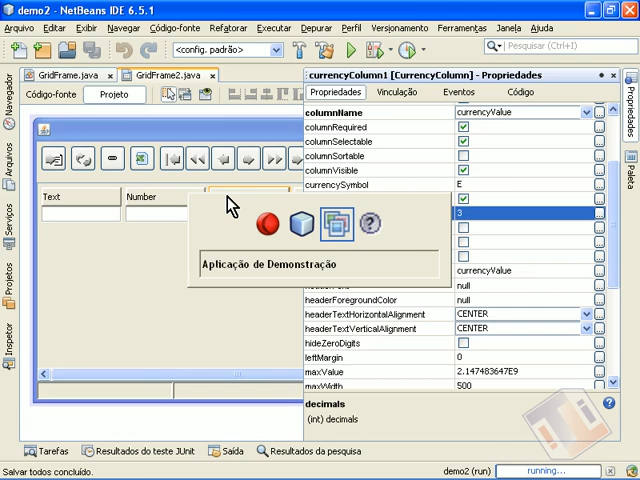 demo2 - NetBeans IDE 6.5.1
Arquivo Editar Exibir Navegar Código-fonte Refatorar Executar Depurar Parar Versionamento Ferramentas Janela Ajuda
<config. padrão> Pesquisar (Ctrl+I)
GridFrame.java GridFrame2.java
Código-fonte Projeto
Navegador
Arquivos
Serviços
Projetos
Inspetor
Text Number
Aplicação de Demonstração
currencyColumn1 [CurrencyColumn] - Propriedades
Propriedades Vinculação Eventos Código
columnName currencyValue
columnRequired
columnSelectable
columnSortable
columnVisible
currencySymbol E
3
currencyValue
null
headerForegroundColor null
headerTextHorizontalAlignment CENTER
headerTextVerticalAlignment CENTER
hideZeroDigits
leftMargin 0
maxValue 2.147483647E9
maxWidth 500
decimals
(int) decimals
Propriedades
Paleta
Tarefas Resultados do teste JUnit Saída Resultados da pesquisa
Salvar todos concluído. demo2 (run) running...